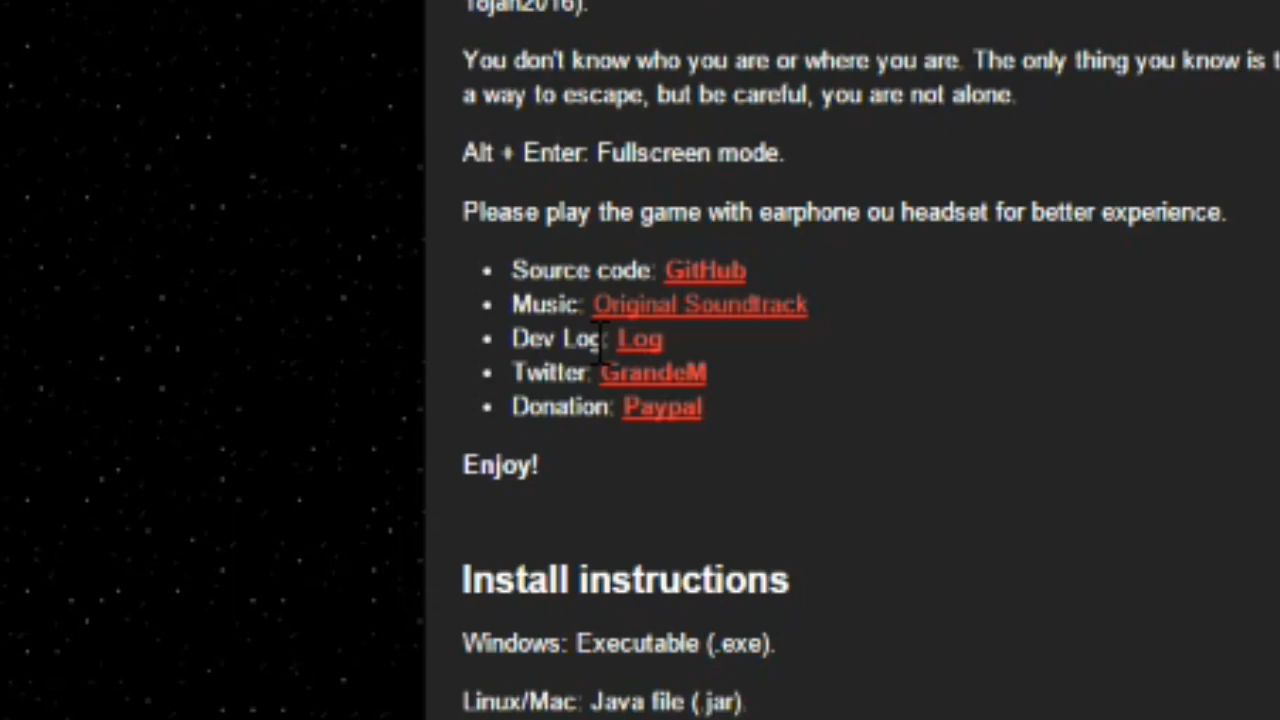 16jan2016).
You don't know who you are or where you are. The only thing you know is
a way to escape, but be careful, you are not alone.
Alt + Enter: Fullscreen mode.
Please play the game with earphone ou headset for better experience.
• Source code: GitHub
• Music: Original Soundtrack
• Dev Log: Log
• Twitter: GrandeM
• Donation: Paypal
Enjoy!
Install instructions
Windows: Executable (.exe).
Linux/Mac: Java file (.jar).